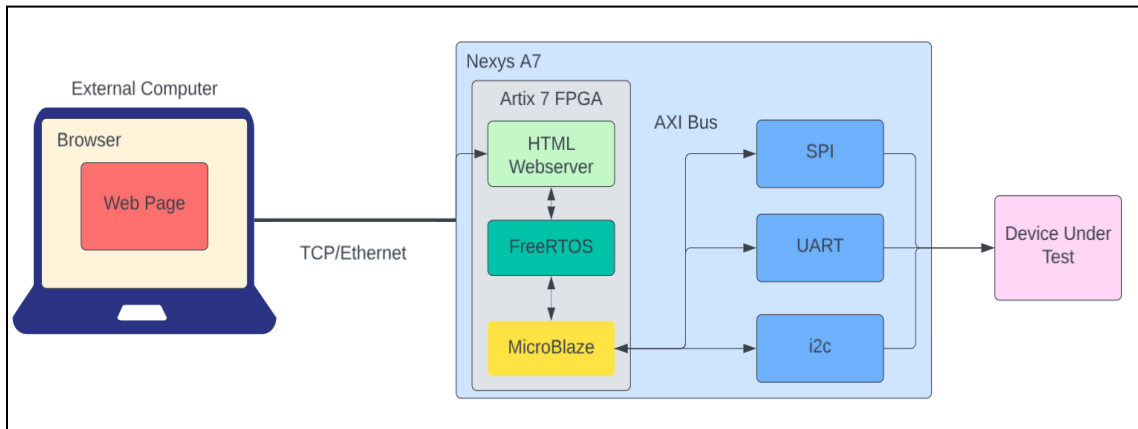 External Computer
Browser
Web Page
TCP/Ethernet
Nexys A7
Artix 7 FPGA
HTML
Webserver
FreeRTOS
MicroBlaze
AXI Bus
SPI
UART
i2c
Device Under
Test